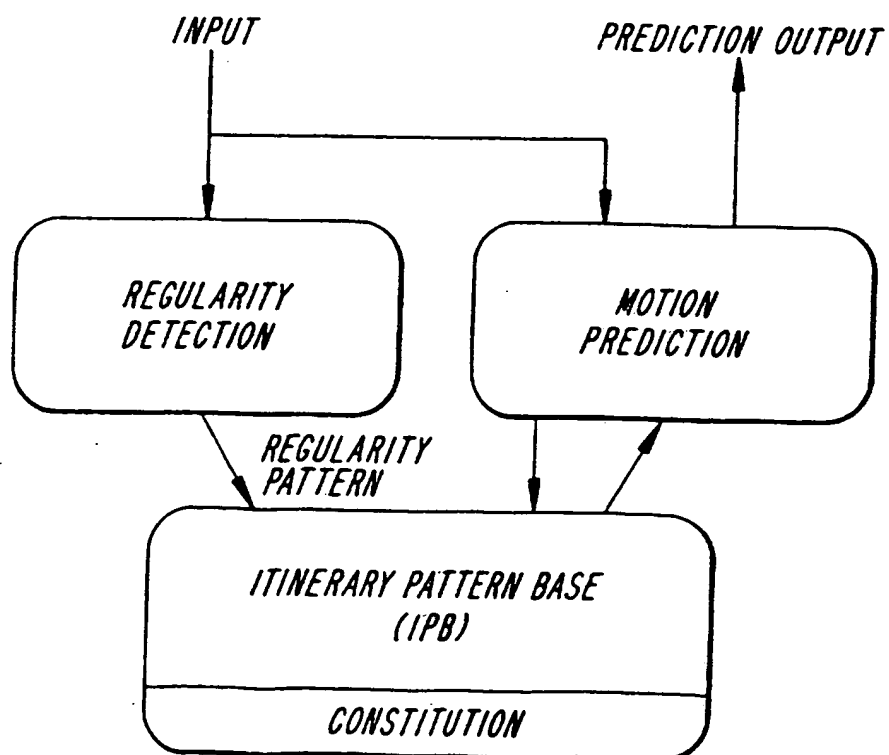 INPUT
PREDICTION OUTPUT
REGULARITY
DETECTION
MOTION
PREDICTION
REGULARITY
PATTERN
ITINERARY PATTERN BASE
(IPB)
CONSTITUTION